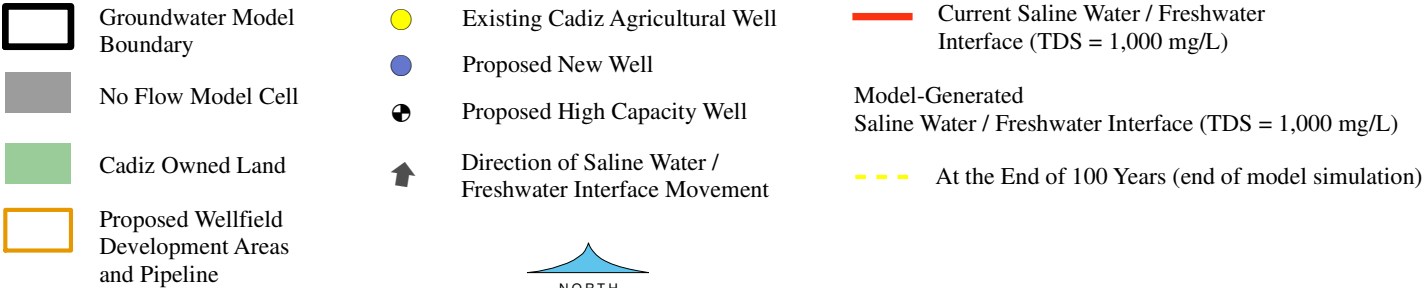 Groundwater Model
Boundary
No Flow Model Cell
Cadiz Owned Land
Proposed Wellfield
Development Areas
and Pipeline
Existing Cadiz Agricultural Well
Proposed New Well
Proposed High Capacity Well
Direction of Saline Water /
Freshwater Interface Movement
NORTH
Current Saline Water / Freshwater
Interface (TDS = 1,000 mg/L)
Model-Generated
Saline Water / Freshwater Interface (TDS = 1,000 mg/L)
At the End of 100 Years (end of model simulation)